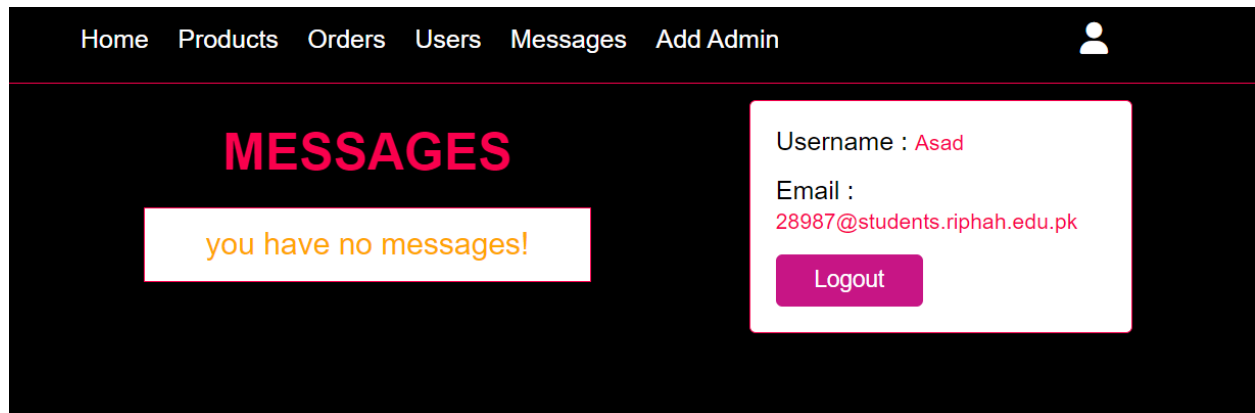 Home Products Orders Users Messages Add Admin
MESSAGES
you have no messages!
Username : Asad
Email :
28987@students.riphah.edu.pk
Logout